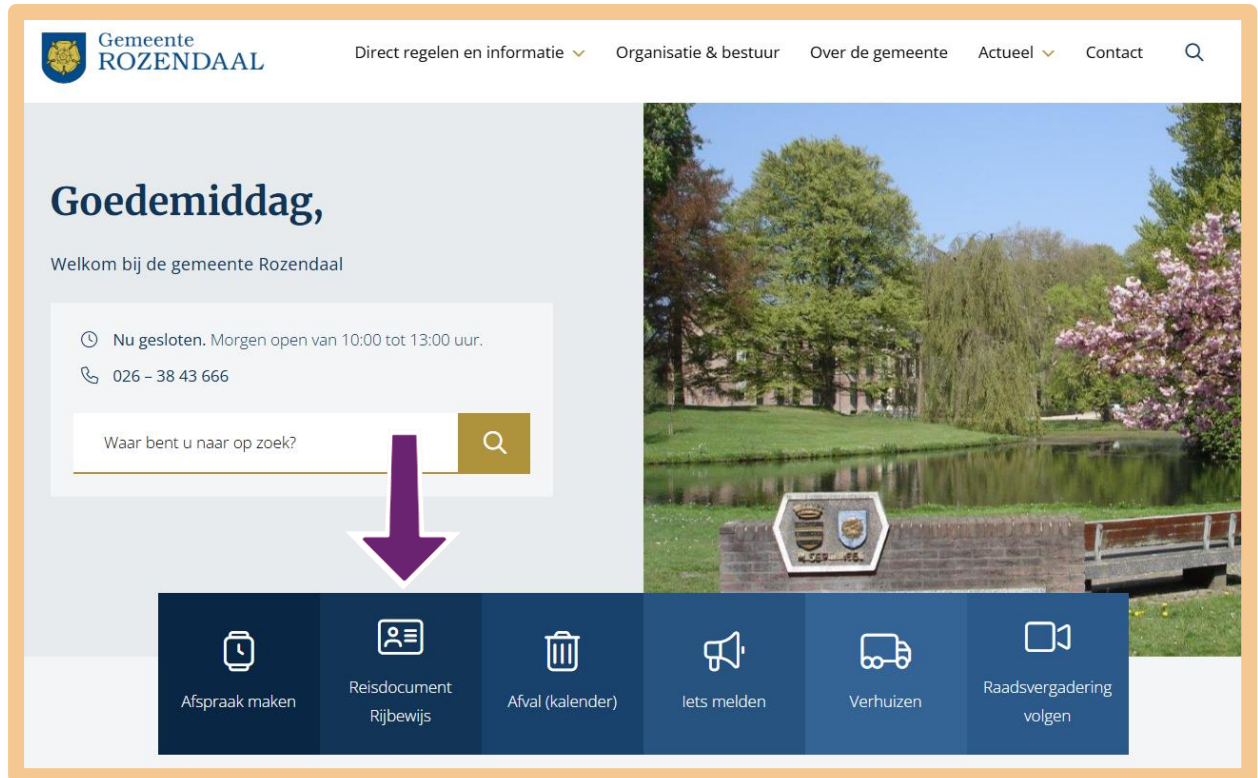 Gemeente
ROZENDAAL
Direct regelen en informatie
Organisatie & bestuur
Over de gemeente
Actueel
Contact
Goedemiddag,
Welkom bij de gemeente Rozendaal
Nu gesloten. Morgen open van 10:00 tot 13:00 uur.
026 – 38 43 666
Waar bent u naar op zoek?
Afspraak maken
Reisdocument
Rijbewijs
Afval (kalender)
Iets melden
Verhuizen
Raadsvergadering
volgen